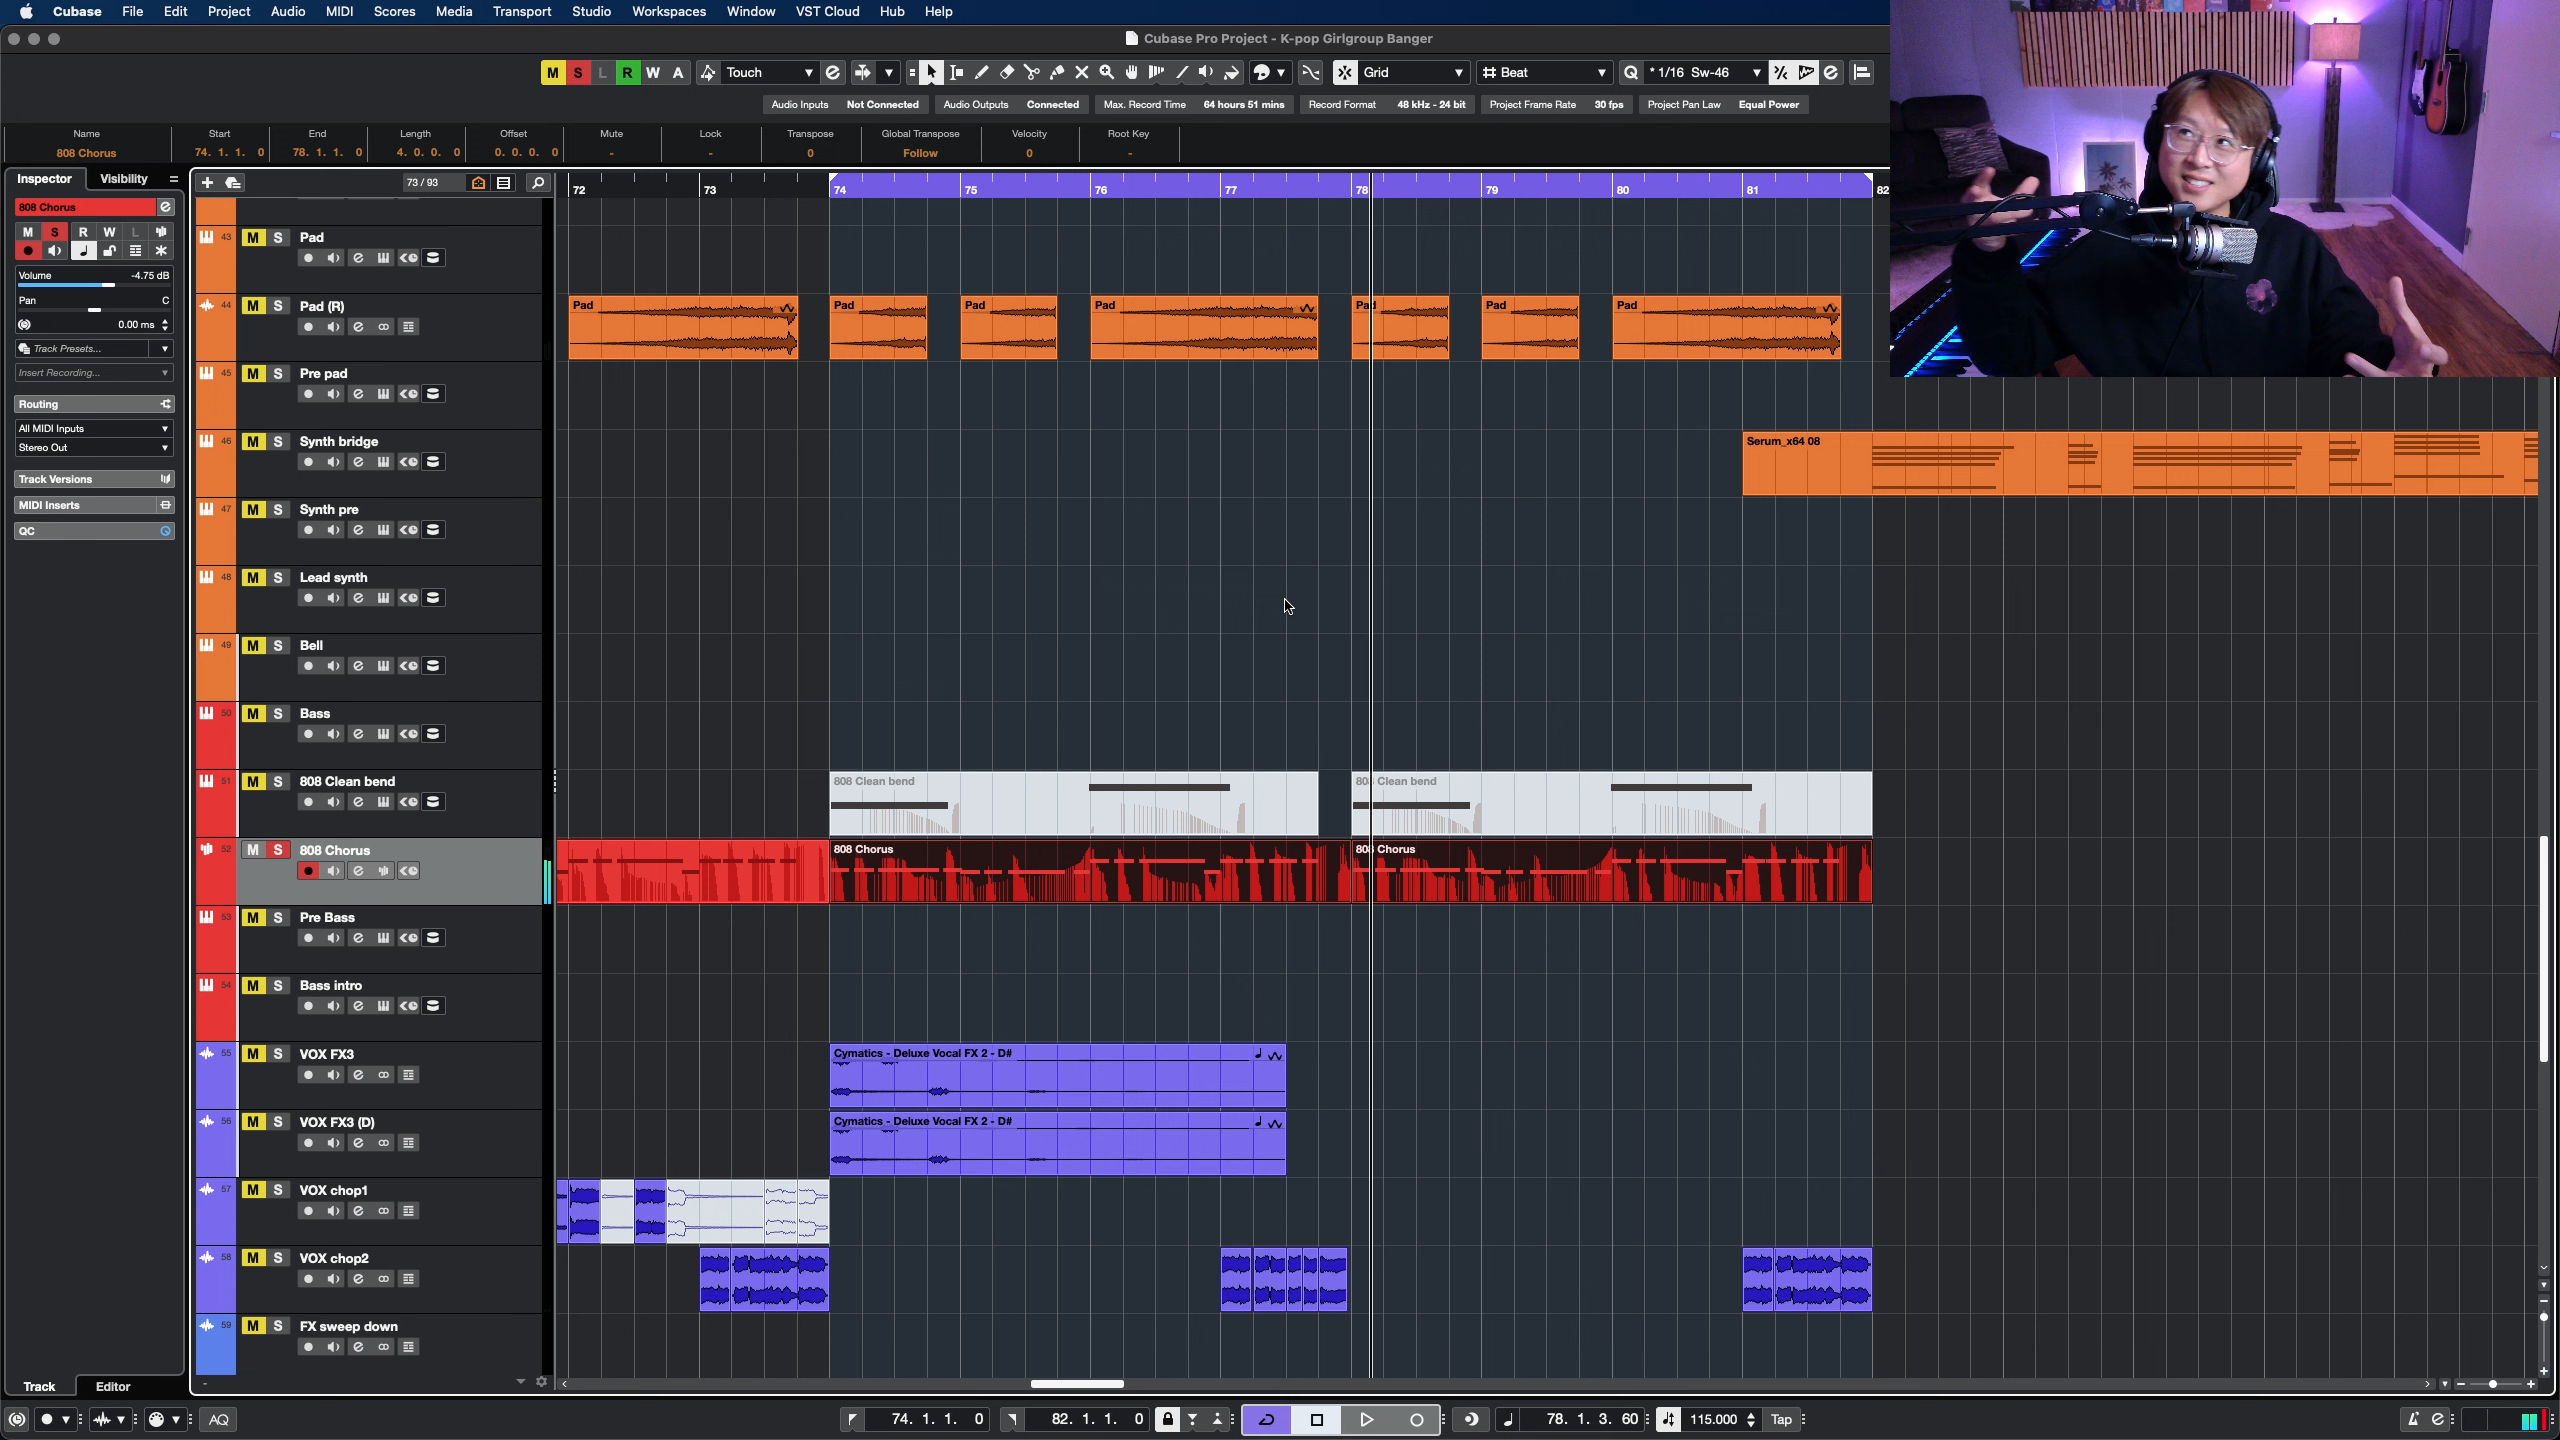 Cubase File Edit Project Audio MIDI Scores Media Transport Studio Workspaces Window VST Cloud Hub Help
Cubase Pro Project - K-pop Girlgroup Banger
M S L R W A Touch Grid Beat Q * 1/16 Sw-46
Audio Inputs Not Connected Audio Outputs Connected Max. Record Time 64 hours 51 mins Record Format 48 kHz - 24 bit Project Frame Rate 30 fps Project Pan Law Equal Power
Name Start End Length Offset Mute Lock Transpose Global Transpose Velocity Root Key
808 Chorus 74. 1. 1. 0 78. 1. 1. 0 4. 0. 0. 0 0. 0. 0. 0 - - 0 Follow 0 -
Inspector Visibility
73 / 93
72 73 74 75 76 77 78 79 80 81 82
808 Chorus
M S R W L
Volume -4.75 dB
Pan C
0.00 ms
Track Presets...
Insert Recording...
Routing
All MIDI Inputs
Stereo Out
Track Versions
MIDI Inserts
QC
43 M S Pad
44 M S Pad (R)
Pad Pad Pad Pad Pad Pad Pad
45 M S Pre pad
46 M S Synth bridge
Serum_x64 08
47 M S Synth pre
48 M S Lead synth
49 M S Bell
50 M S Bass
51 M S 808 Clean bend
808 Clean bend 808 Clean bend
52 M S 808 Chorus
808 Chorus 808 Chorus
53 M S Pre Bass
54 M S Bass intro
55 M S VOX FX3
Cymatics - Deluxe Vocal FX 2 - D#
56 M S VOX FX3 (D)
Cymatics - Deluxe Vocal FX 2 - D#
57 M S VOX chop1
58 M S VOX chop2
59 M S FX sweep down
Track Editor
AQ 74. 1. 1. 0 82. 1. 1. 0 78. 1. 3. 60 115.000 Tap